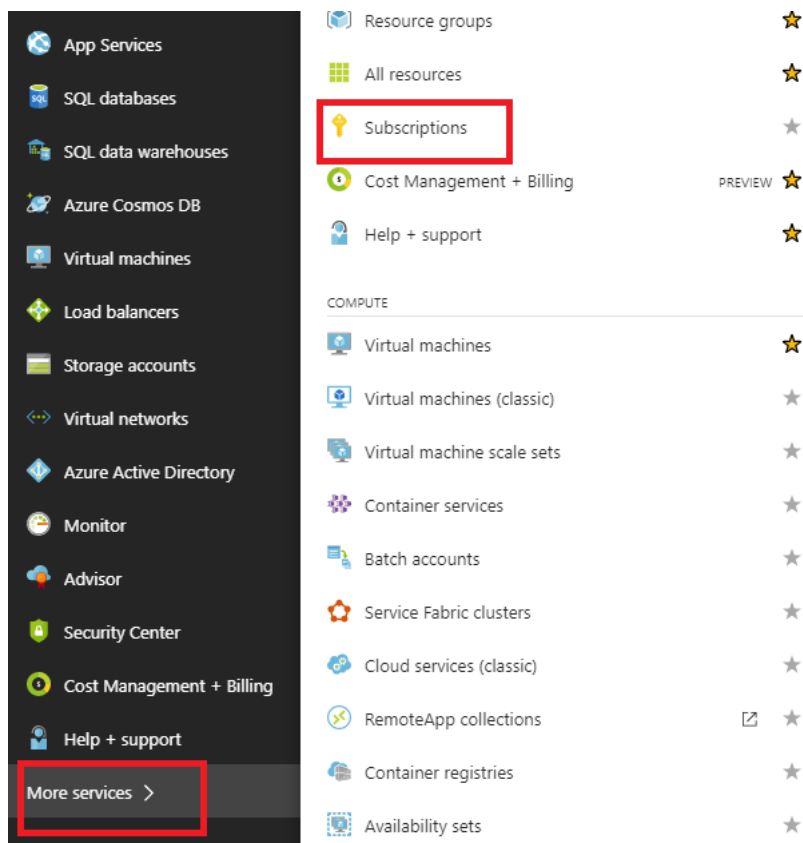 App Services
SQL databases
SQL data warehouses
Azure Cosmos DB
Virtual machines
Load balancers
Storage accounts
Virtual networks
Azure Active Directory
Monitor
Advisor
Security Center
Cost Management + Billing
Help + support
More services >
Resource groups
All resources
Subscriptions
Cost Management + Billing PREVIEW
Help + support
COMPUTE
Virtual machines
Virtual machines (classic)
Virtual machine scale sets
Container services
Batch accounts
Service Fabric clusters
Cloud services (classic)
RemoteApp collections
Container registries
Availability sets